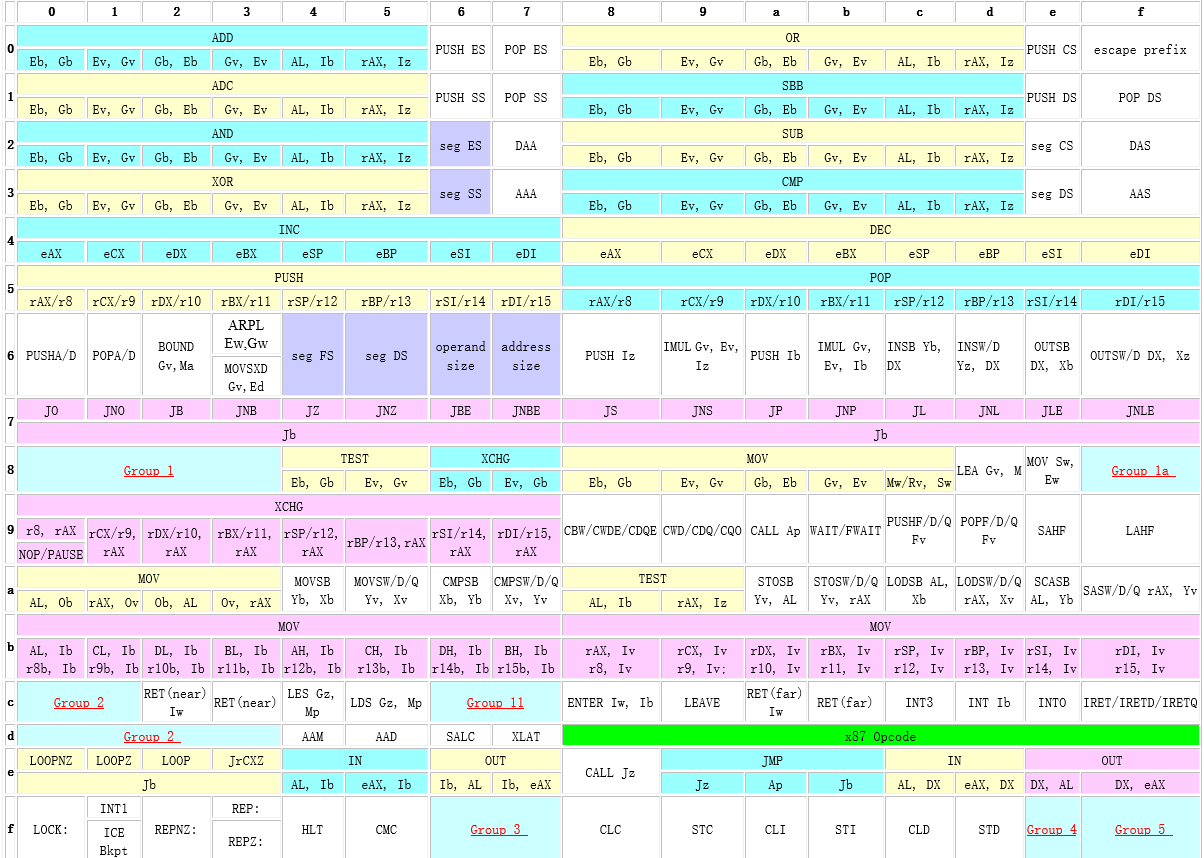 0 1 2 3 4 5 6 7 8 9 a b c d e f
0 ADD PUSH ES POP ES OR PUSH CS escape prefix
Eb, Gb Ev, Gv Gb, Eb Gv, Ev AL, Ib rAX, Iz Eb, Gb Ev, Gv Gb, Eb Gv, Ev AL, Ib rAX, Iz
1 ADC PUSH SS POP SS SBB PUSH DS POP DS
Eb, Gb Ev, Gv Gb, Eb Gv, Ev AL, Ib rAX, Iz Eb, Gb Ev, Gv Gb, Eb Gv, Ev AL, Ib rAX, Iz
2 AND seg ES DAA SUB seg CS DAS
Eb, Gb Ev, Gv Gb, Eb Gv, Ev AL, Ib rAX, Iz Eb, Gb Ev, Gv Gb, Eb Gv, Ev AL, Ib rAX, Iz
3 XOR seg SS AAA CMP seg DS AAS
Eb, Gb Ev, Gv Gb, Eb Gv, Ev AL, Ib rAX, Iz Eb, Gb Ev, Gv Gb, Eb Gv, Ev AL, Ib rAX, Iz
4 INC DEC
eAX eCX eDX eBX eSP eBP eSI eDI eAX eCX eDX eBX eSP eBP eSI eDI
5 PUSH POP
rAX/r8 rCX/r9 rDX/r10 rBX/r11 rSP/r12 rBP/r13 rSI/r14 rDI/r15 rAX/r8 rCX/r9 rDX/r10 rBX/r11 rSP/r12 rBP/r13 rSI/r14 rDI/r15
6 PUSHA/D POPA/D BOUND
Gv,Ma
ARPL
Ew,Gw
MOVSXD
Gv,Ed
seg FS seg DS operand
size
address
size
PUSH Iz IMUL Gv, Ev,
Iz
PUSH Ib IMUL Gv,
Ev, Ib
INSB Yb,
DX
INSW/D
Yz, DX
OUTSB
DX, Xb
OUTSW/D DX, Xz
7 JO JNO JB JNB JZ JNZ JBE JNBE JS JNS JP JNP JL JNL JLE JNLE
Jb Jb
8 Group 1 TEST XCHG MOV LEA Gv, M MOV Sw,
Ew
Group 1a
Eb, Gb Ev, Gv Eb, Gb Ev, Gb Eb, Gb Ev, Gv Gb, Eb Gv, Ev Mw/Rv, Sw
9 XCHG
r8, rAX
NOP/PAUSE
rCX/r9,
rAX
rDX/r10,
rAX
rBX/r11,
rAX
rSP/r12,
rAX
rBP/r13,rAX
rSI/r14,
rAX
rDI/r15,
rAX
CBW/CWDE/CDQE CWD/CDQ/CQO CALL Ap WAIT/FWAIT PUSHF/D/Q
Fv
POPF/D/Q
Fv
SAHF LAHF
a MOV
AL, Ob rAX, Ov Ob, AL Ov, rAX
MOVSB
Yb, Xb
MOVSW/D/Q
Yv, Xv
CMPSB
Xb, Yb
CMPSW/D/Q
Xv, Yv
TEST
AL, Ib rAX, Iz
STOSB
Yv, AL
STOSW/D/Q
Yv, rAX
LODSB AL,
Xb
LODSW/D/Q
rAX, Xv
SCASB
AL, Yb
SASW/D/Q rAX, Yv
b MOV MOV
AL, Ib CL, Ib DL, Ib BL, Ib AH, Ib CH, Ib DH, Ib BH, Ib rAX, Iv rCX, Iv rDX, Iv rBX, Iv rSP, Iv rBP, Iv rSI, Iv rDI, Iv
r8b, Ib r9b, Ib r10b, Ib r11b, Ib r12b, Ib r13b, Ib r14b, Ib r15b, Ib r8, Iv r9, Iv; r10, Iv r11, Iv r12, Iv r13, Iv r14, Iv r15, Iv
c Group 2 RET(near)
Iw
RET(near) LES Gz,
Mp
LDS Gz, Mp Group 11 ENTER Iw, Ib LEAVE RET(far)
Iw
RET(far) INT3 INT Ib INTO IRET/IRETD/IRETQ
d Group 2 AAM AAD SALC XLAT x87 Opcode
e LOOPNZ LOOPZ LOOP JrCXZ IN OUT CALL Jz JMP IN OUT
Jb AL, Ib eAX, Ib Ib, AL Ib, eAX Jz Ap Jb AL, DX eAX, DX DX, AL DX, eAX
f LOCK: INT1
ICE
Bkpt
REPNZ: REP:
REPZ:
HLT CMC Group 3 CLC STC CLI STI CLD STD Group 4 Group 5